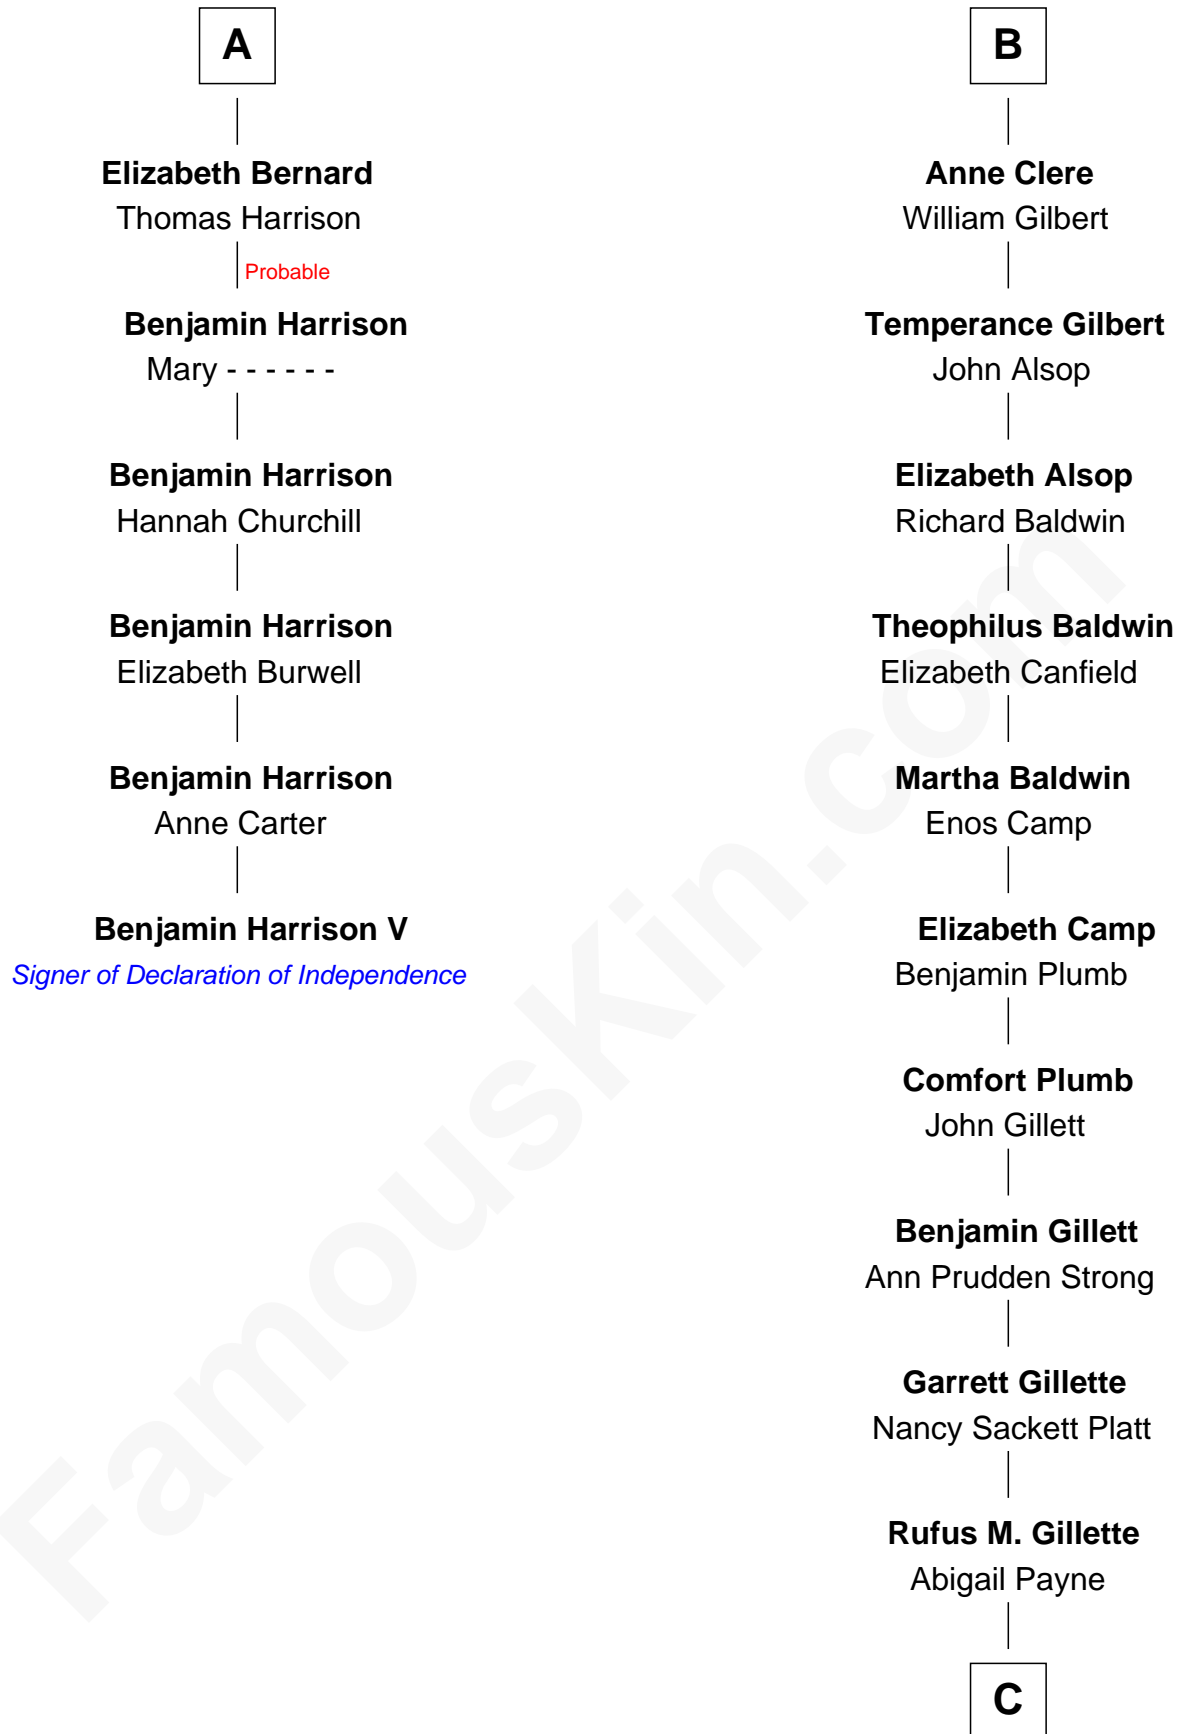 A
Elizabeth Bernard
Thomas Harrison
Probable
Benjamin Harrison
Mary - - - - - -
Benjamin Harrison
Hannah Churchill
Benjamin Harrison
Elizabeth Burwell
Benjamin Harrison
Anne Carter
Benjamin Harrison V
Signer of Declaration of Independence
B
Anne Clere
William Gilbert
Temperance Gilbert
John Alsop
Elizabeth Alsop
Richard Baldwin
Theophilus Baldwin
Elizabeth Canfield
Martha Baldwin
Enos Camp
Elizabeth Camp
Benjamin Plumb
Comfort Plumb
John Gillett
Benjamin Gillett
Ann Prudden Strong
Garrett Gillette
Nancy Sackett Platt
Rufus M. Gillette
Abigail Payne
C
FamousKin.com